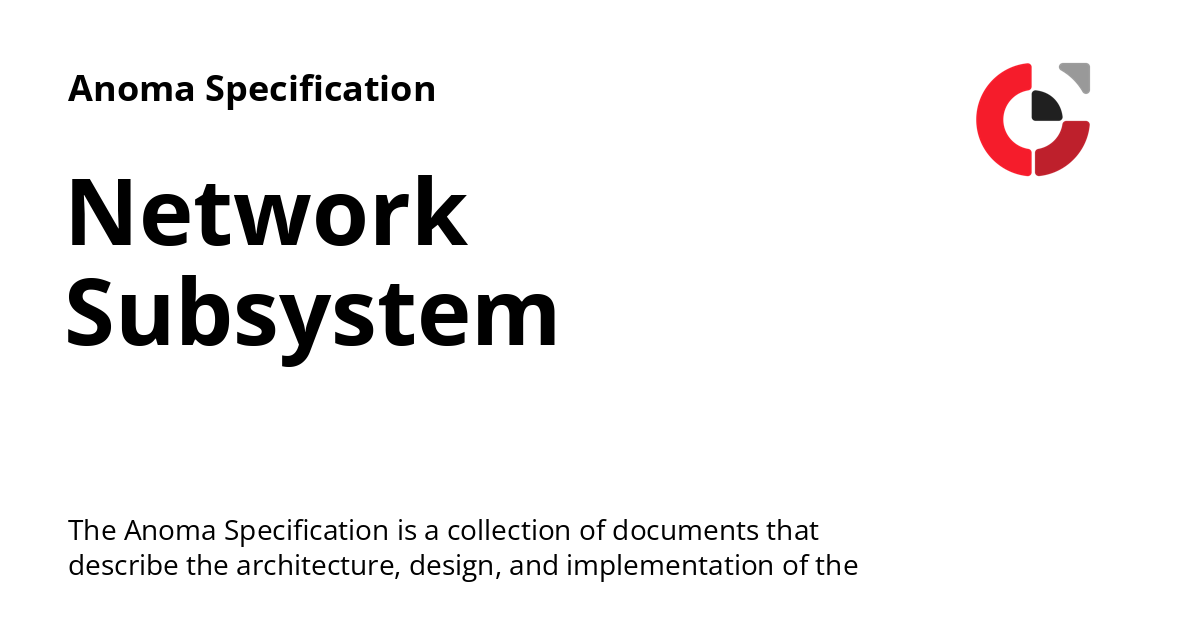 Anoma Specification
Network
Subsystem
The Anoma Specification is a collection of documents that
describe the architecture, design, and implementation of the